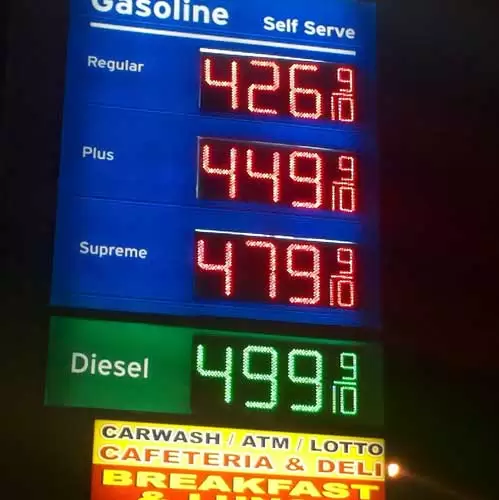 Gasoline
Self Serve
Regular 426 9/10
Plus 449 9/10
Supreme 479 9/10
Diesel 499 9/10
CARWASH / ATM / LOTTO
CAFETERIA & DELI
BREAKFAST
&